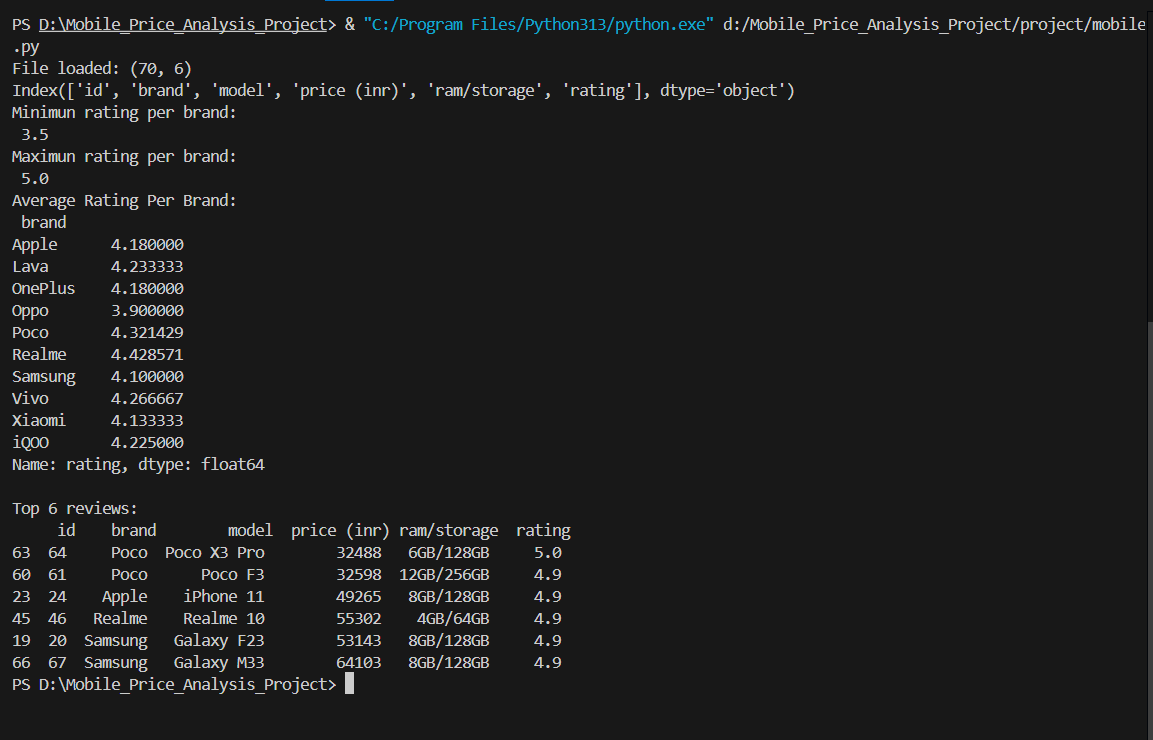 PS D:\Mobile_Price_Analysis_Project> & "C:/Program Files/Python313/python.exe" d:/Mobile_Price_Analysis_Project/project/mobile
.py
File loaded: (70, 6)
Index(['id', 'brand', 'model', 'price (inr)', 'ram/storage', 'rating'], dtype='object')
Minimun rating per brand:
 3.5
Maximun rating per brand:
 5.0
Average Rating Per Brand:
 brand
Apple      4.180000
Lava       4.233333
OnePlus    4.180000
Oppo       3.900000
Poco       4.321429
Realme     4.428571
Samsung    4.100000
Vivo       4.266667
Xiaomi     4.133333
iQOO       4.225000
Name: rating, dtype: float64

Top 6 reviews:
     id    brand        model  price (inr) ram/storage  rating
63  64     Poco  Poco X3 Pro        32488   6GB/128GB     5.0
60  61     Poco      Poco F3        32598  12GB/256GB     4.9
23  24    Apple    iPhone 11        49265   8GB/128GB     4.9
45  46   Realme    Realme 10        55302    4GB/64GB     4.9
19  20  Samsung   Galaxy F23        53143   8GB/128GB     4.9
66  67  Samsung   Galaxy M33        64103   8GB/128GB     4.9
PS D:\Mobile_Price_Analysis_Project>